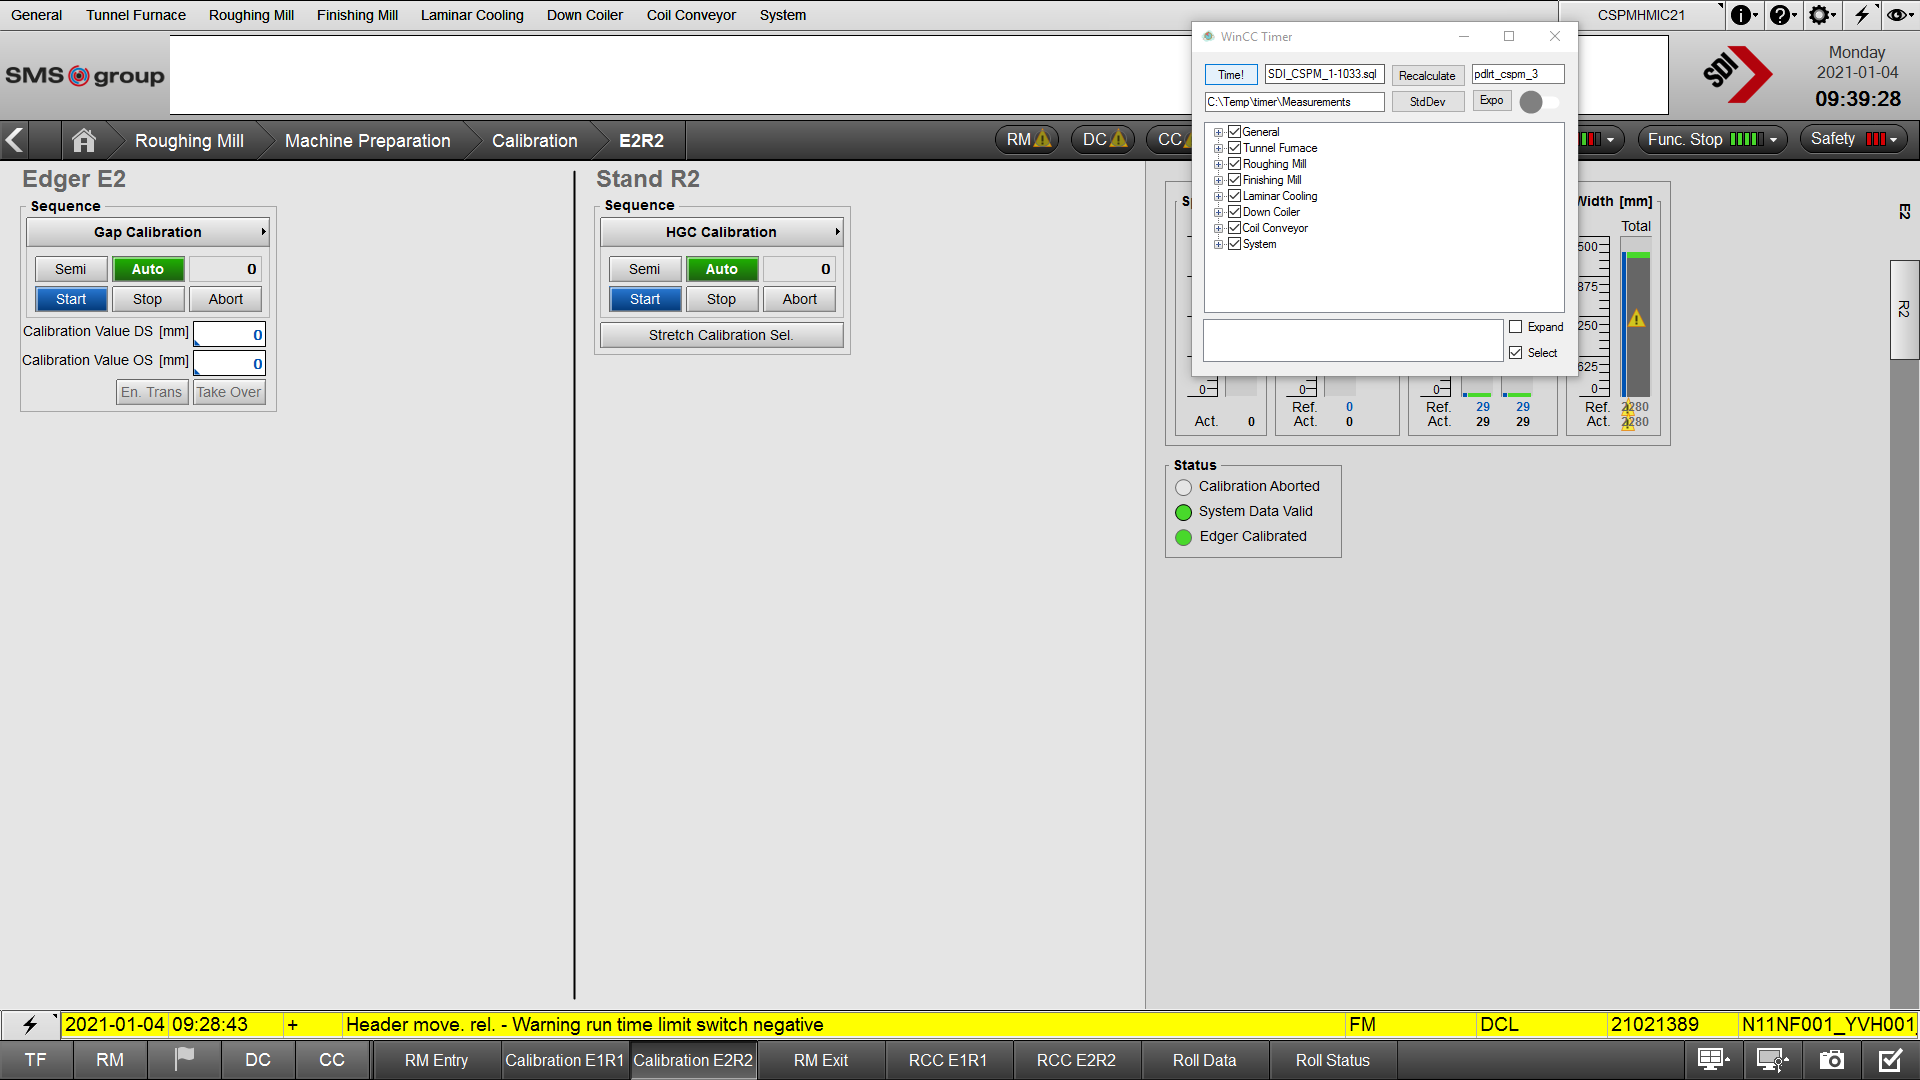 General Tunnel Furnace Roughing Mill Finishing Mill Laminar Cooling Down Coiler Coil Conveyor System CSPMHMIC21
SMS group
SDI
Monday
2021-01-04
09:39:28
WinCC Timer
Time! SDI_CSPM_1-1033.sql Recalculate pdlrt_cspm_3
C:\Temp\timer\Measurements StdDev Expo
General
Tunnel Furnace
Roughing Mill
Finishing Mill
Laminar Cooling
Down Coiler
Coil Conveyor
System
Expand
Select
Roughing Mill Machine Preparation Calibration E2R2 RM DC CC Func. Stop Safety
Edger E2
Sequence
Gap Calibration
Semi Auto 0
Start Stop Abort
Calibration Value DS [mm] 0
Calibration Value OS [mm] 0
En. Trans Take Over
Stand R2
Sequence
HGC Calibration
Semi Auto 0
Start Stop Abort
Stretch Calibration Sel.
Width [mm]
Total
500
875
250
625
0 0 0 0
Ref. 0 Ref. 29 29 Ref. 2280
Act. 0 Act. 0 Act. 29 29 Act. 2280
E2
R2
Status
Calibration Aborted
System Data Valid
Edger Calibrated
2021-01-04 09:28:43 + Header move. rel. - Warning run time limit switch negative FM DCL 21021389 N11NF001_YVH001
TF RM DC CC RM Entry Calibration E1R1 Calibration E2R2 RM Exit RCC E1R1 RCC E2R2 Roll Data Roll Status